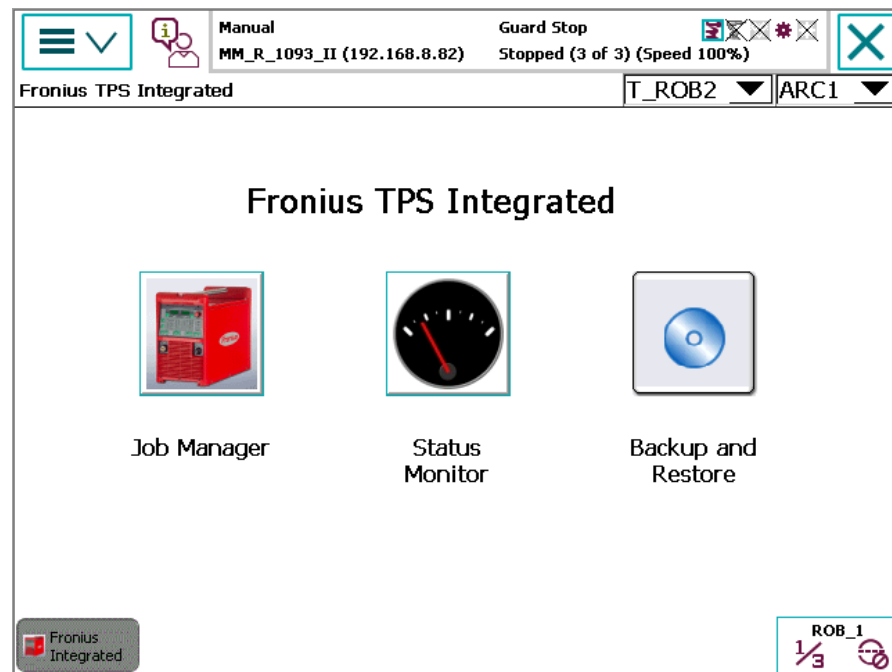 Manual
Guard Stop
MM_R_1093_II (192.168.8.82)
Stopped (3 of 3) (Speed 100%)
Fronius TPS Integrated
T_ROB2
ARC1
Fronius TPS Integrated
Job Manager
Status
Monitor
Backup and
Restore
Fronius
Integrated
ROB_1
1/3